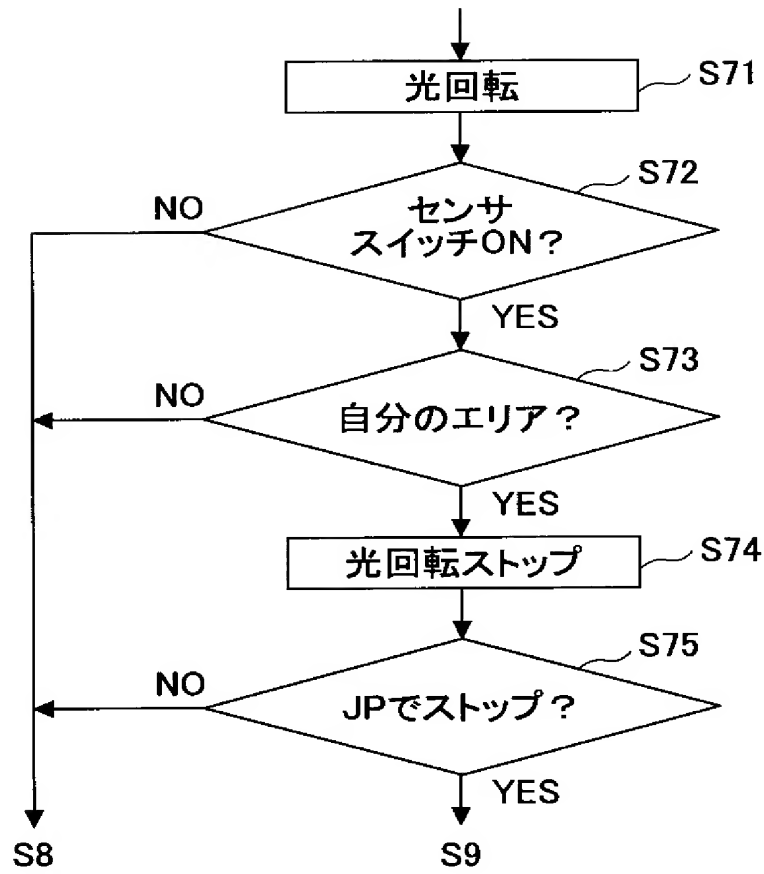 光回転
S71
S72
NO
センサ
スイッチON？
YES
S73
NO
自分のエリア？
YES
光回転ストップ
S74
S75
NO
JPでストップ？
YES
S8
S9